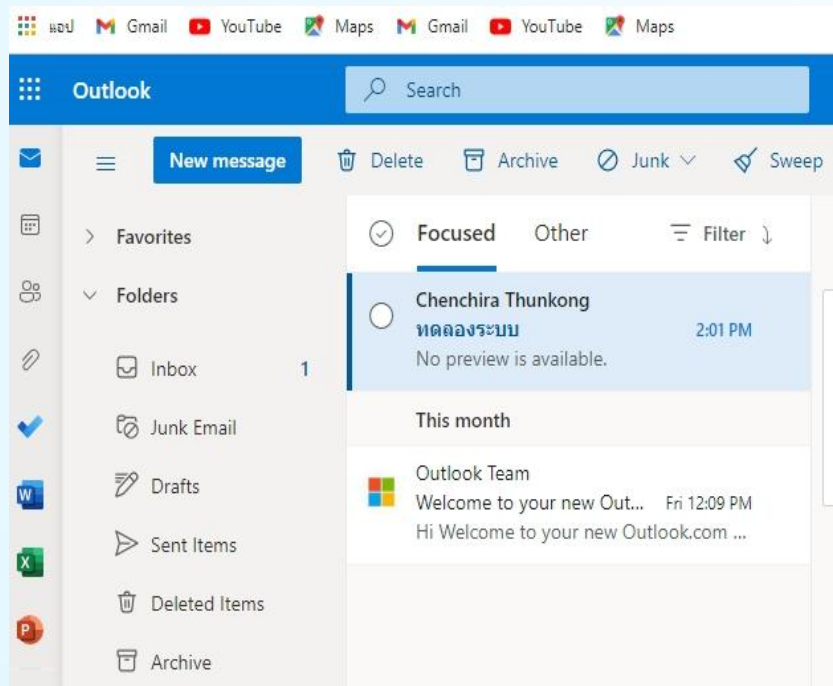 แอป Gmail YouTube Maps Gmail YouTube Maps
Outlook Search
New message Delete Archive Junk Sweep
Favorites
Folders
Inbox 1
Junk Email
Drafts
Sent Items
Deleted Items
Archive
Focused Other Filter
Chenchira Thunkong
ทดลองระบบ 2:01 PM
No preview is available.
This month
Outlook Team
Welcome to your new Out... Fri 12:09 PM
Hi Welcome to your new Outlook.com ...
W
X
P